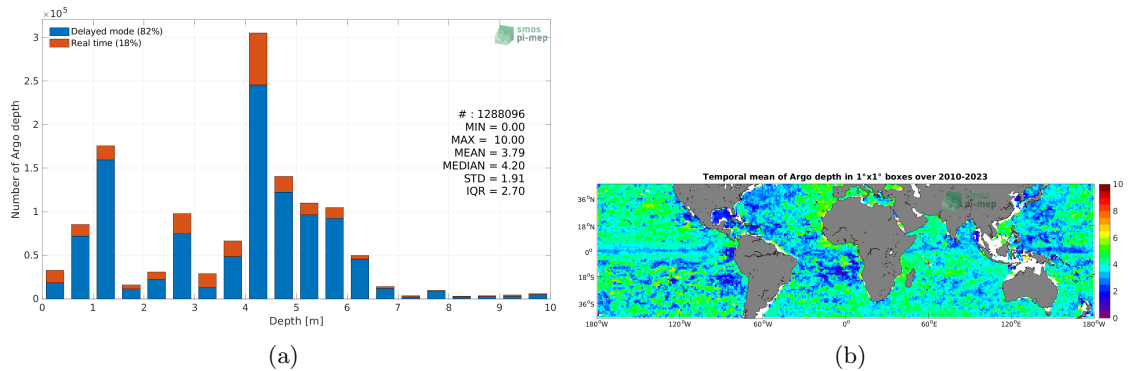 ×10^5
Delayed mode (82%)
Real time (18%)
smos
pi-mep
# : 1288096
MIN = 0.00
MAX = 10.00
MEAN = 3.79
MEDIAN = 4.20
STD = 1.91
IQR = 2.70
Number of Argo depth
3
2.5
2
1.5
1
0.5
0
0 1 2 3 4 5 6 7 8 9 10
Depth [m]
(a)
Temporal mean of Argo depth in 1°x1° boxes over 2010-2023
smos
pi-mep
36°N
18°N
0°
18°S
36°S
180°W 120°W 60°W 0° 60°E 120°E 180°W
10
8
6
4
2
0
(b)